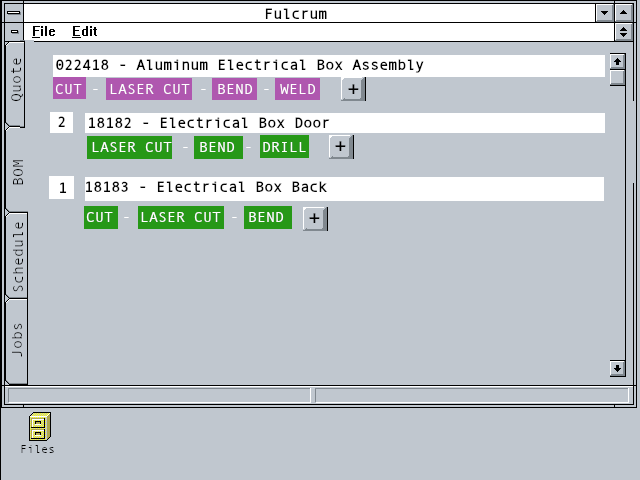 Fulcrum
File Edit
Quote
BOM
Schedule
Jobs
022418 - Aluminum Electrical Box Assembly
CUT - LASER CUT - BEND - WELD +
2 18182 - Electrical Box Door
LASER CUT - BEND - DRILL +
1 18183 - Electrical Box Back
CUT - LASER CUT - BEND +
Files